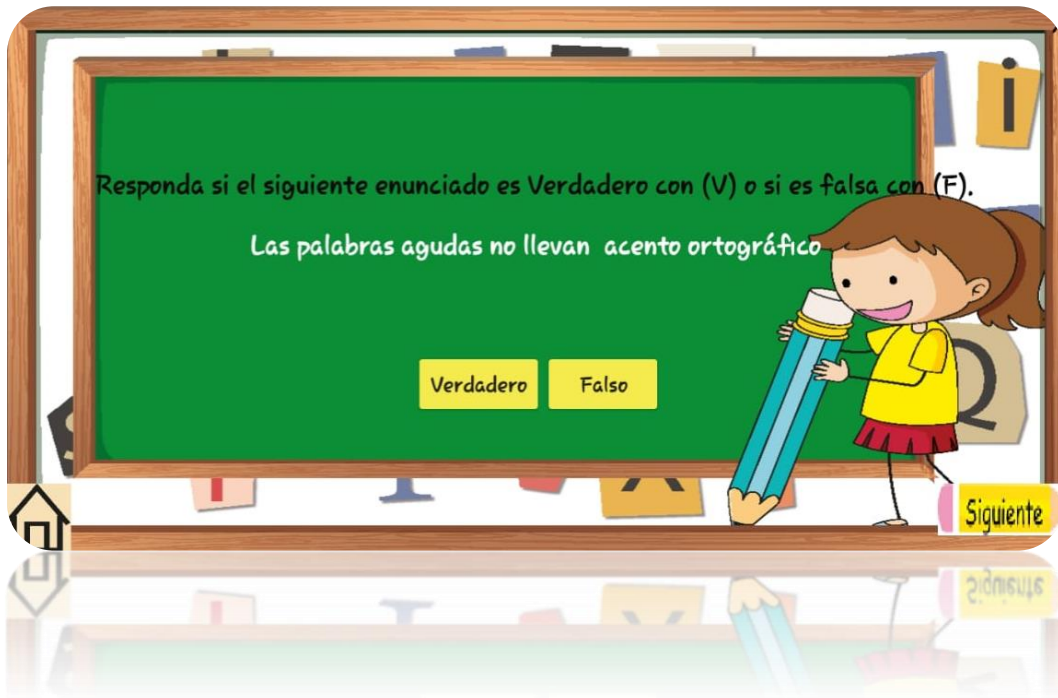 Responda si el siguiente enunciado es Verdadero con (V) o si es falsa con (F).
Las palabras agudas no llevan acento ortográfico
Verdadero Falso
Siguiente